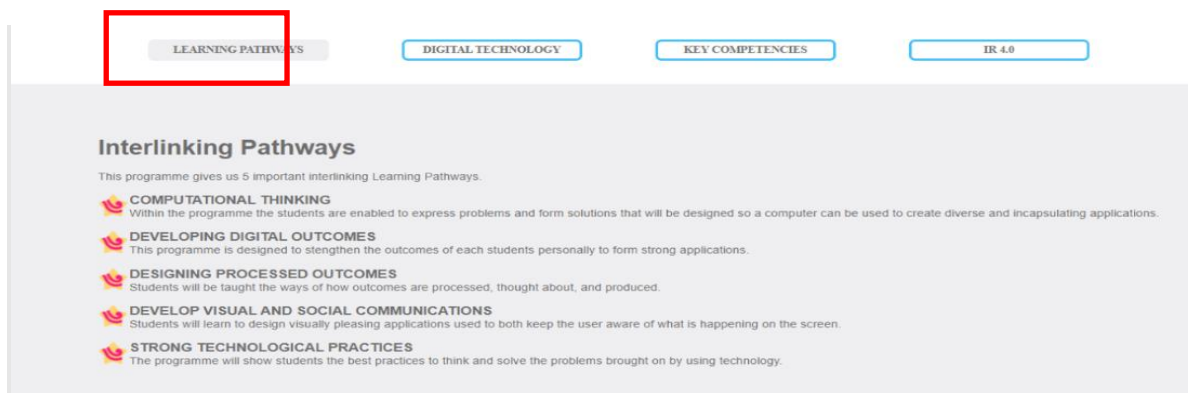 LEARNING PATHWAYS DIGITAL TECHNOLOGY KEY COMPETENCIES IR 4.0
Interlinking Pathways
This programme gives us 5 important interlinking Learning Pathways.
COMPUTATIONAL THINKING
Within the programme the students are enabled to express problems and form solutions that will be designed so a computer can be used to create diverse and incapsulating applications.
DEVELOPING DIGITAL OUTCOMES
This programme is designed to stengthen the outcomes of each students personally to form strong applications.
DESIGNING PROCESSED OUTCOMES
Students will be taught the ways of how outcomes are processed, thought about, and produced.
DEVELOP VISUAL AND SOCIAL COMMUNICATIONS
Students will learn to design visually pleasing applications used to both keep the user aware of what is happening on the screen.
STRONG TECHNOLOGICAL PRACTICES
The programme will show students the best practices to think and solve the problems brought on by using technology.